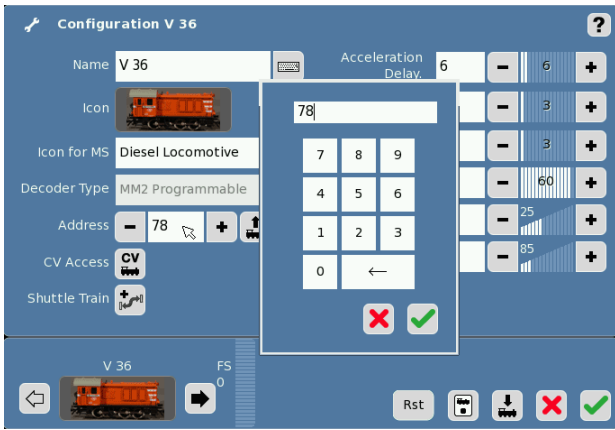 Configuration V 36
?
Name V 36
Acceleration
Delay. 6 - 6 +
Icon
- 3 +
Icon for MS Diesel Locomotive
- 3 +
Decoder Type MM2 Programmable
- 60 +
Address - 78 +
- 25 +
CV Access CV
- 85 +
Shuttle Train
78
7 8 9
4 5 6
1 2 3
0 ←
V 36 FS
0
Rst